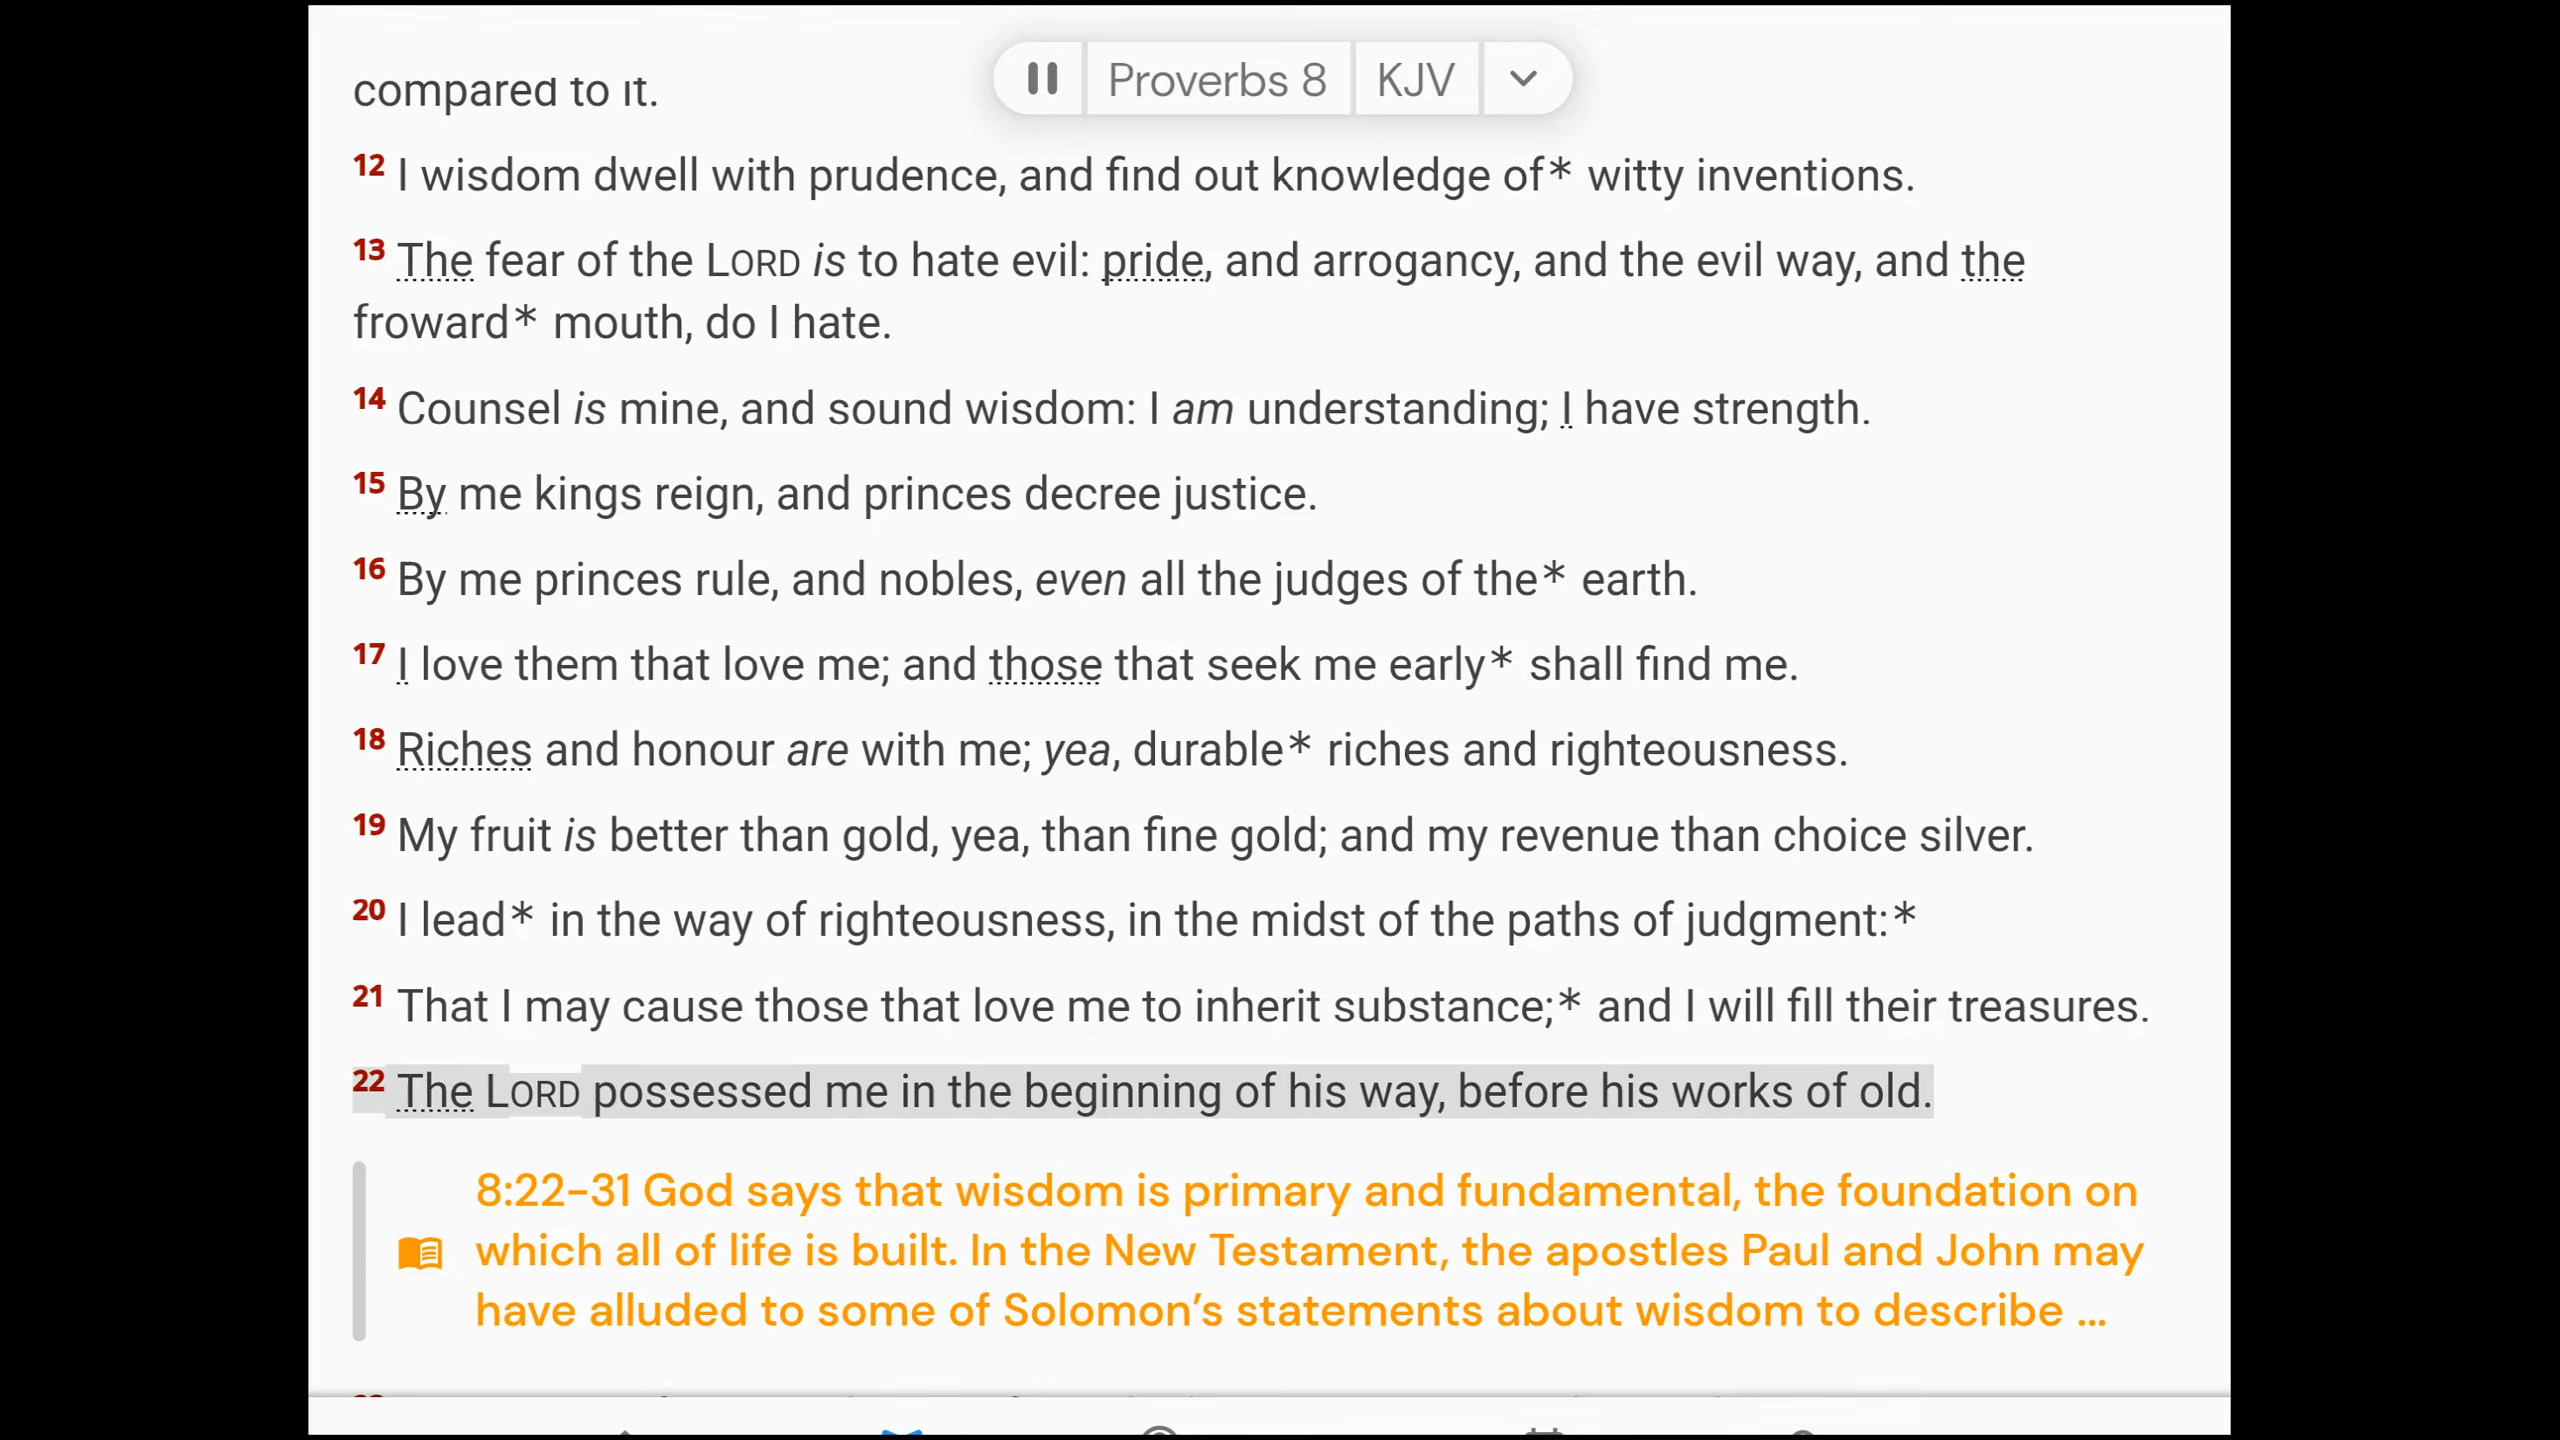 Proverbs 8 KJV
compared to it.
12 I wisdom dwell with prudence, and find out knowledge of* witty inventions.
13 The fear of the LORD is to hate evil: pride, and arrogancy, and the evil way, and the
froward* mouth, do I hate.
14 Counsel is mine, and sound wisdom: I am understanding; I have strength.
15 By me kings reign, and princes decree justice.
16 By me princes rule, and nobles, even all the judges of the* earth.
17 I love them that love me; and those that seek me early* shall find me.
18 Riches and honour are with me; yea, durable* riches and righteousness.
19 My fruit is better than gold, yea, than fine gold; and my revenue than choice silver.
20 I lead* in the way of righteousness, in the midst of the paths of judgment:*
21 That I may cause those that love me to inherit substance;* and I will fill their treasures.
22 The LORD possessed me in the beginning of his way, before his works of old.
8:22–31 God says that wisdom is primary and fundamental, the foundation on
which all of life is built. In the New Testament, the apostles Paul and John may
have alluded to some of Solomon’s statements about wisdom to describe ...